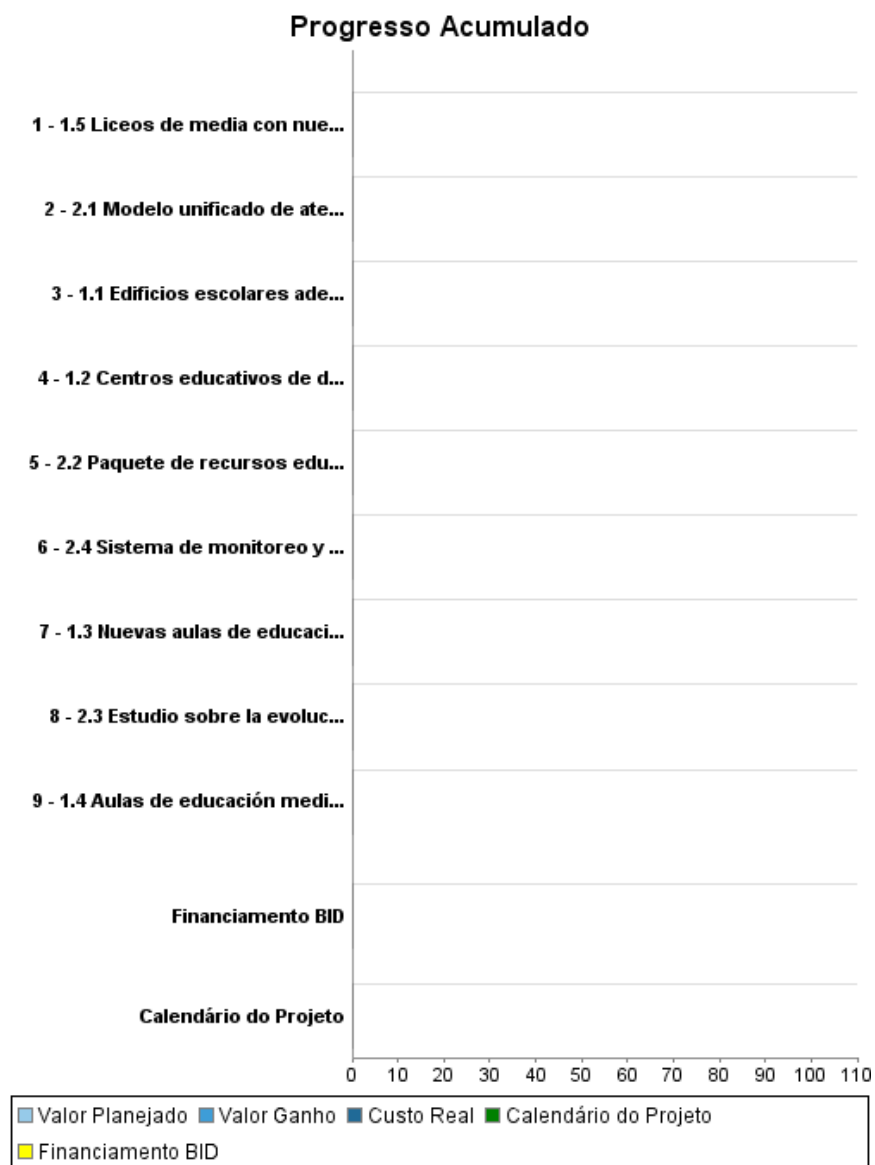 Progresso Acumulado
1 - 1.5 Liceos de media con nue...
2 - 2.1 Modelo unificado de ate...
3 - 1.1 Edificios escolares ade...
4 - 1.2 Centros educativos de d...
5 - 2.2 Paquete de recursos edu...
6 - 2.4 Sistema de monitoreo y ...
7 - 1.3 Nuevas aulas de educaci...
8 - 2.3 Estudio sobre la evoluc...
9 - 1.4 Aulas de educación medi...
Financiamento BID
Calendário do Projeto
0 10 20 30 40 50 60 70 80 90 100 110
Valor Planejado Valor Ganho Custo Real Calendário do Projeto
Financiamento BID